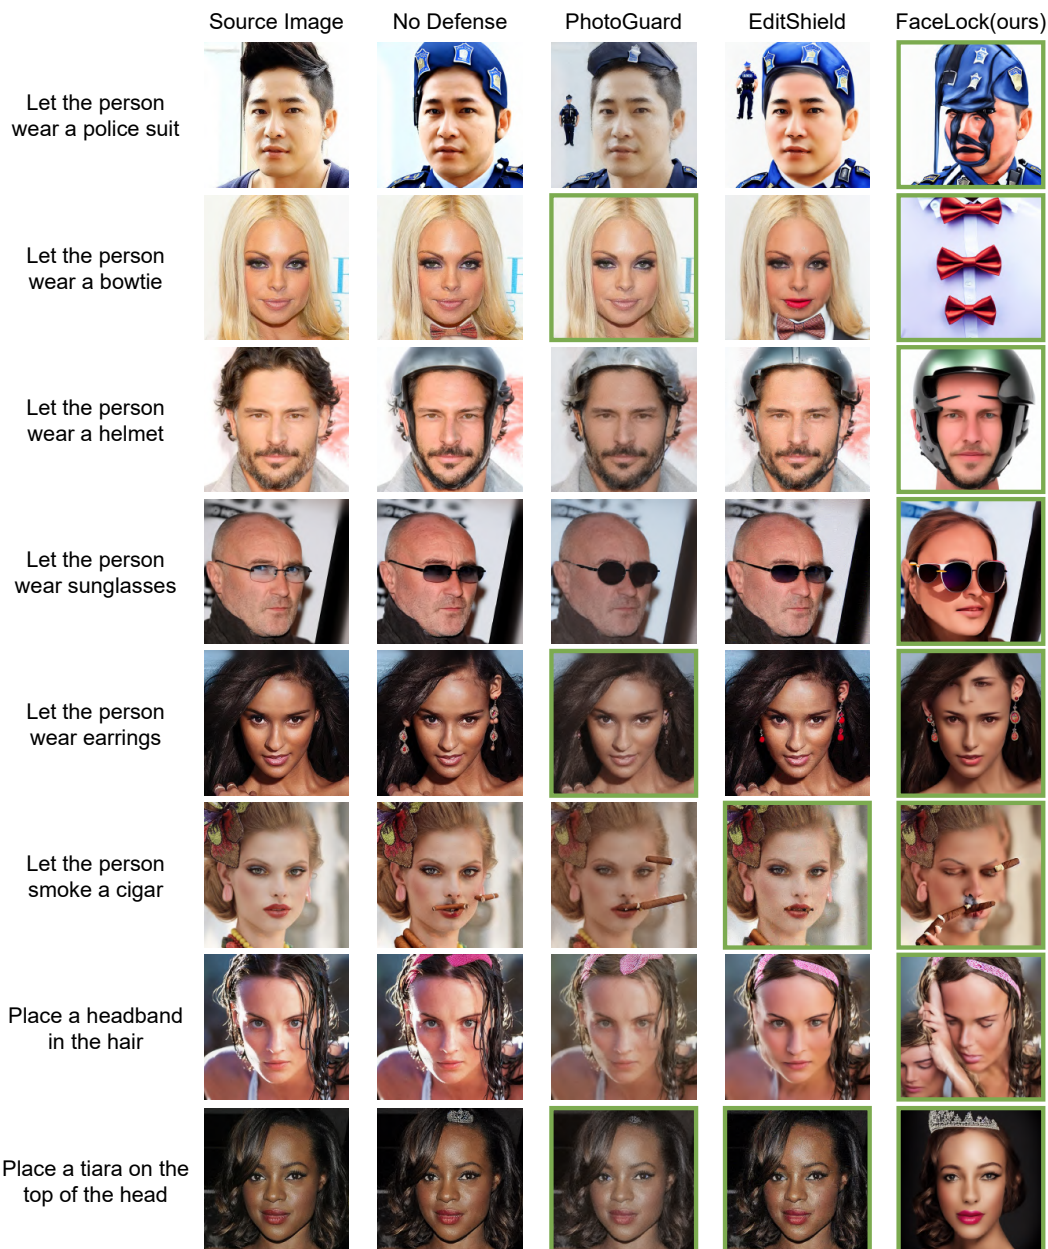 Source Image No Defense PhotoGuard EditShield FaceLock(ours)
Let the person
wear a police suit
Let the person
wear a bowtie
Let the person
wear a helmet
Let the person
wear sunglasses
Let the person
wear earrings
Let the person
smoke a cigar
Place a headband
in the hair
Place a tiara on the
top of the head